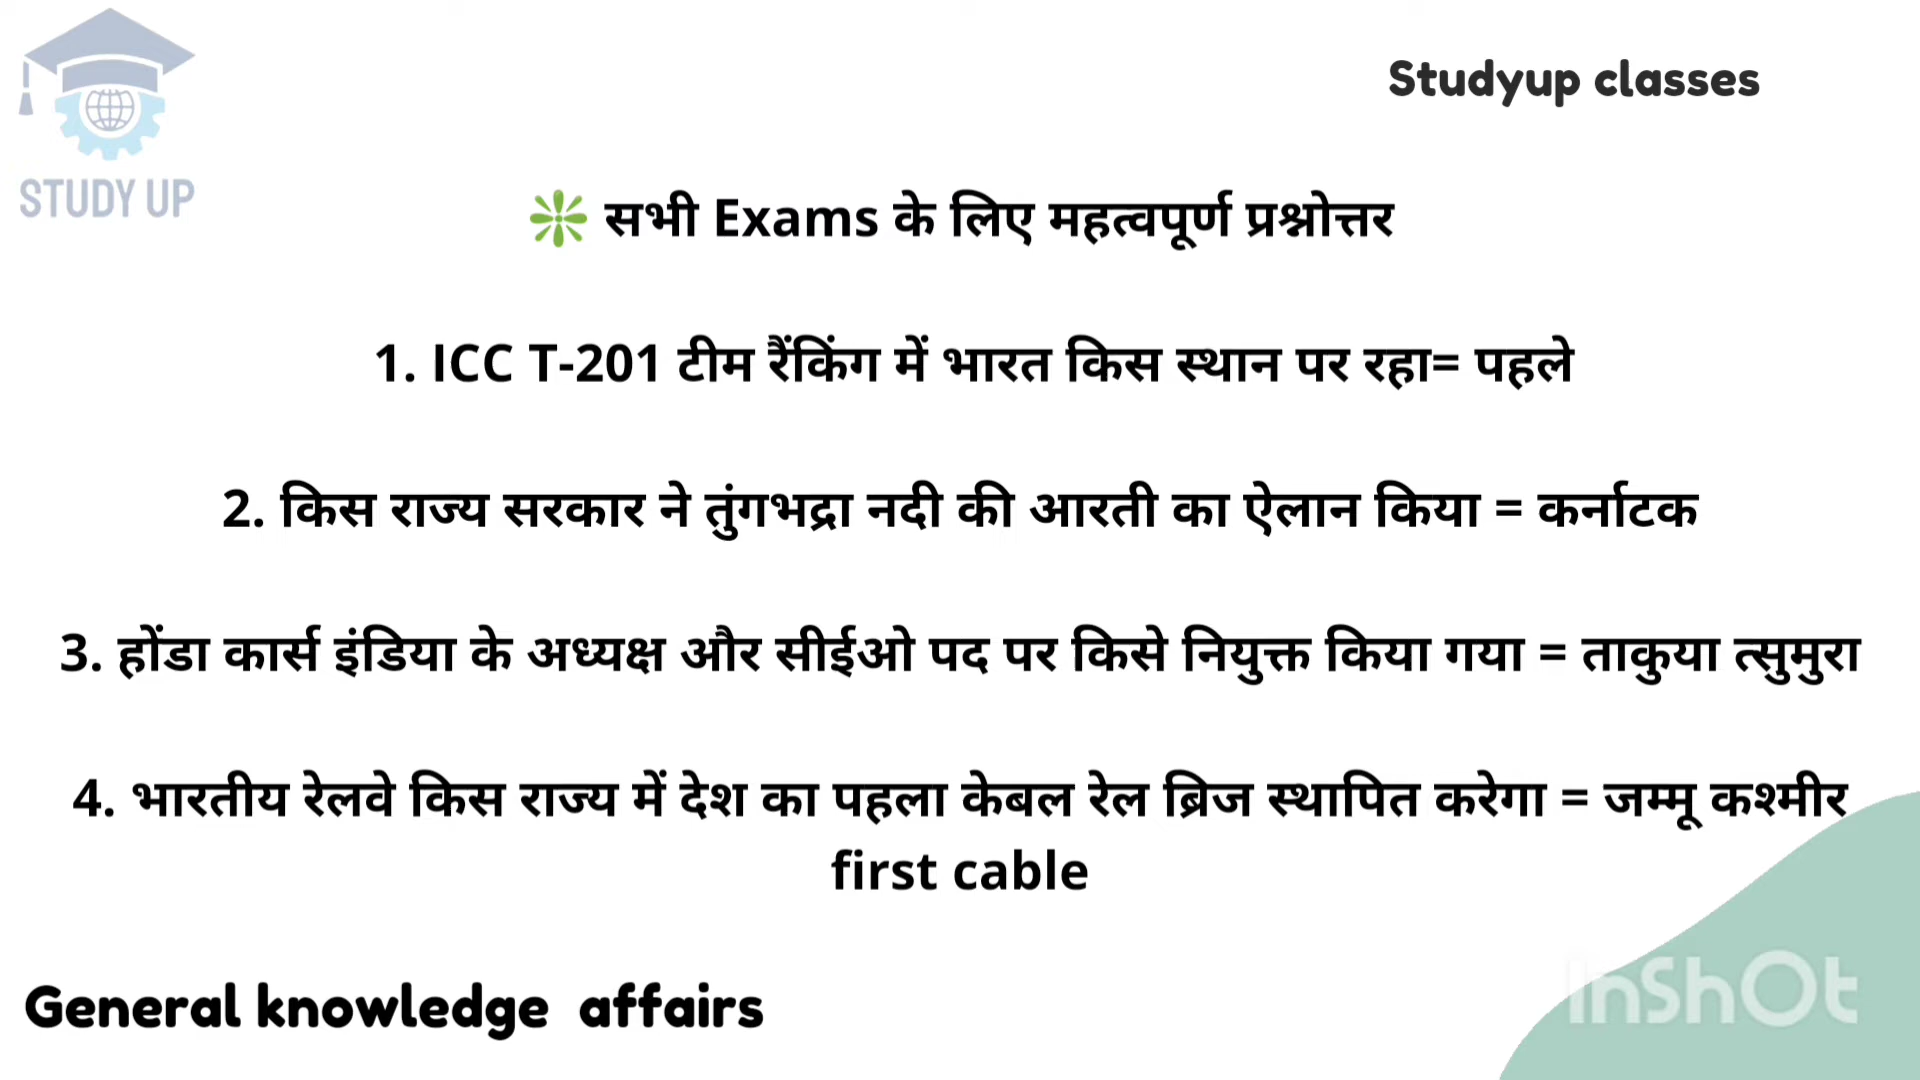 Studyup classes
STUDY UP
❇️ सभी Exams के लिए महत्वपूर्ण प्रश्नोत्तर
1. ICC T-201 टीम रैंकिंग में भारत किस स्थान पर रहा= पहले
2. किस राज्य सरकार ने तुंगभद्रा नदी की आरती का ऐलान किया = कर्नाटक
3. होंडा कार्स इंडिया के अध्यक्ष और सीईओ पद पर किसे नियुक्त किया गया = ताकुया त्सुमुरा
4. भारतीय रेलवे किस राज्य में देश का पहला केबल रेल ब्रिज स्थापित करेगा = जम्मू कश्मीर
first cable
General knowledge affairs
InShOt